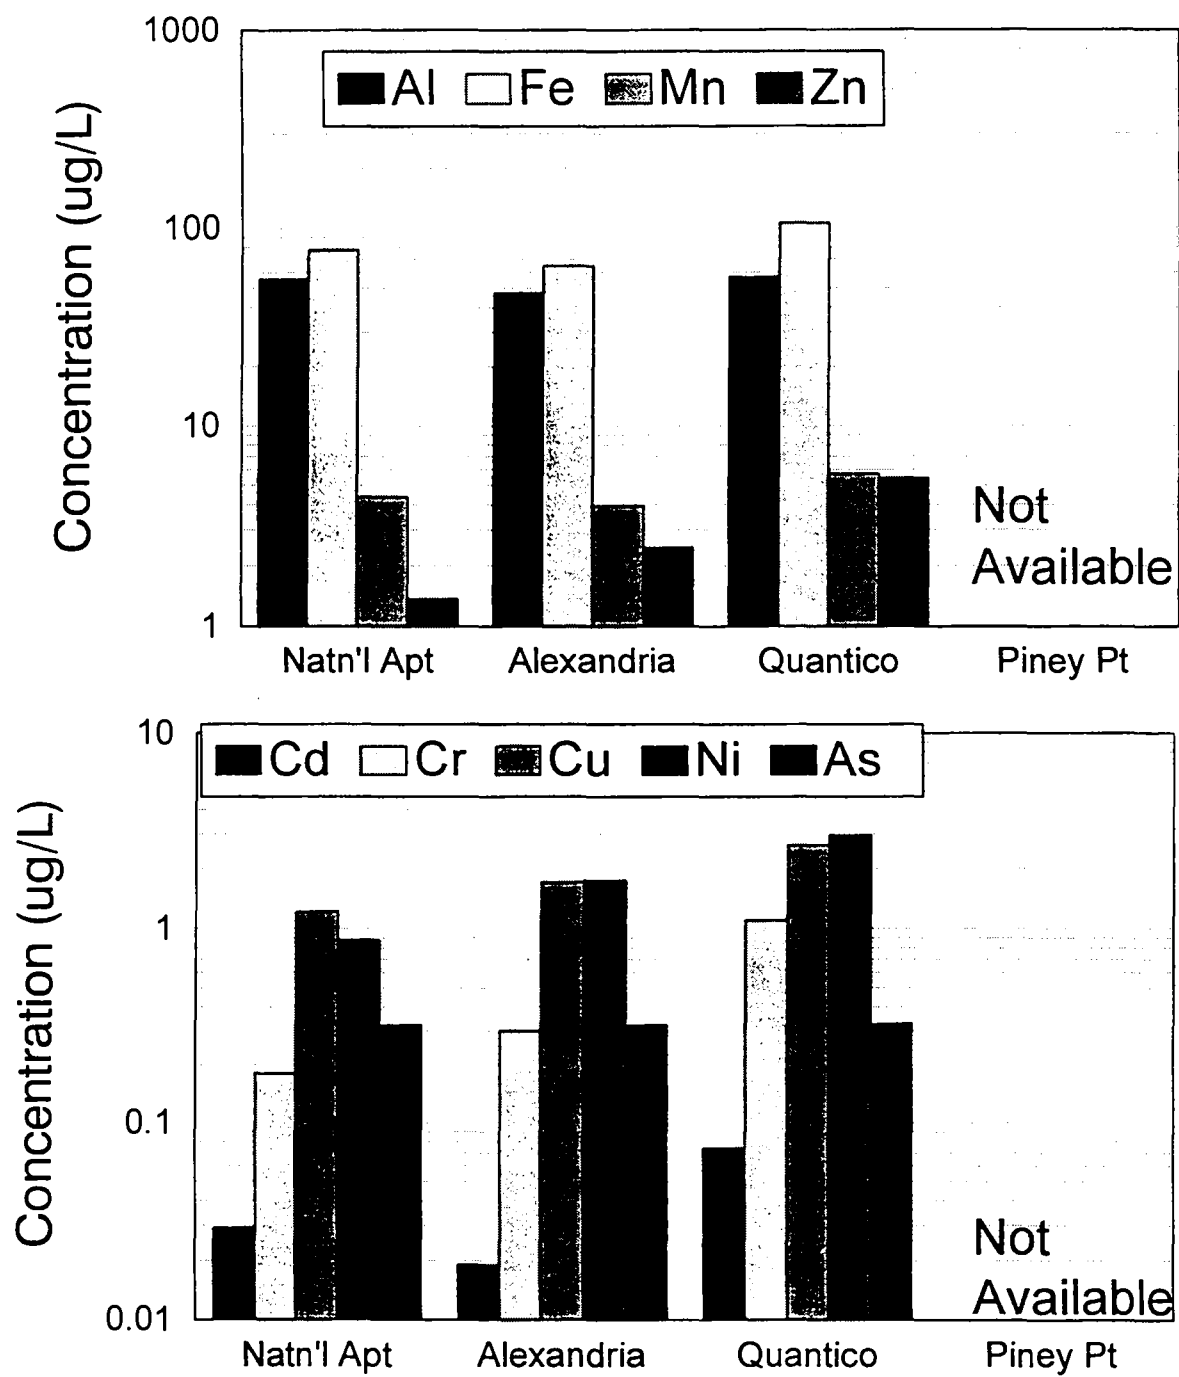 1000
Al Fe Mn Zn
Concentration (ug/L)
100
10
Not
Available
1
Natn'l Apt Alexandria Quantico Piney Pt
10
Cd Cr Cu Ni As
Concentration (ug/L)
1
0.1
Not
Available
0.01
Natn'l Apt Alexandria Quantico Piney Pt